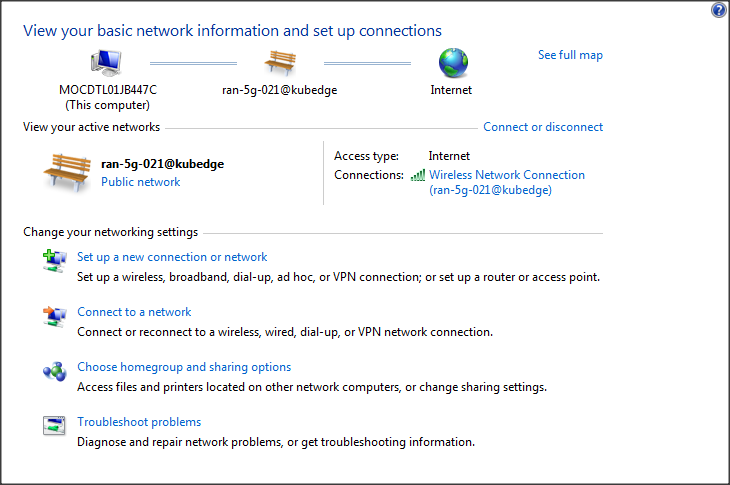 View your basic network information and set up connections
See full map
MOCDTL01JB447C
(This computer)
ran-5g-021@kubedge
Internet
View your active networks
Connect or disconnect
ran-5g-021@kubedge
Public network
Access type: Internet
Connections: Wireless Network Connection
(ran-5g-021@kubedge)
Change your networking settings
Set up a new connection or network
Set up a wireless, broadband, dial-up, ad hoc, or VPN connection; or set up a router or access point.
Connect to a network
Connect or reconnect to a wireless, wired, dial-up, or VPN network connection.
Choose homegroup and sharing options
Access files and printers located on other network computers, or change sharing settings.
Troubleshoot problems
Diagnose and repair network problems, or get troubleshooting information.